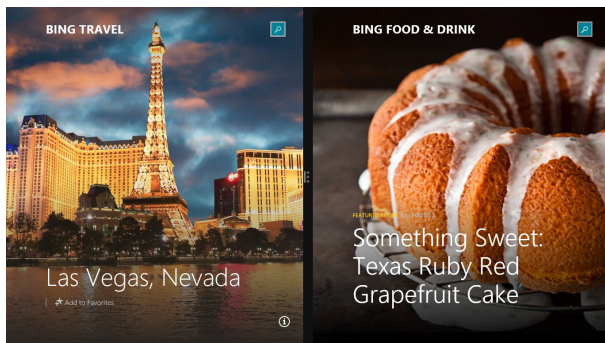 BING TRAVEL
Las Vegas, Nevada
Add to Favorites
BING FOOD & DRINK
Something Sweet:
Texas Ruby Red
Grapefruit Cake